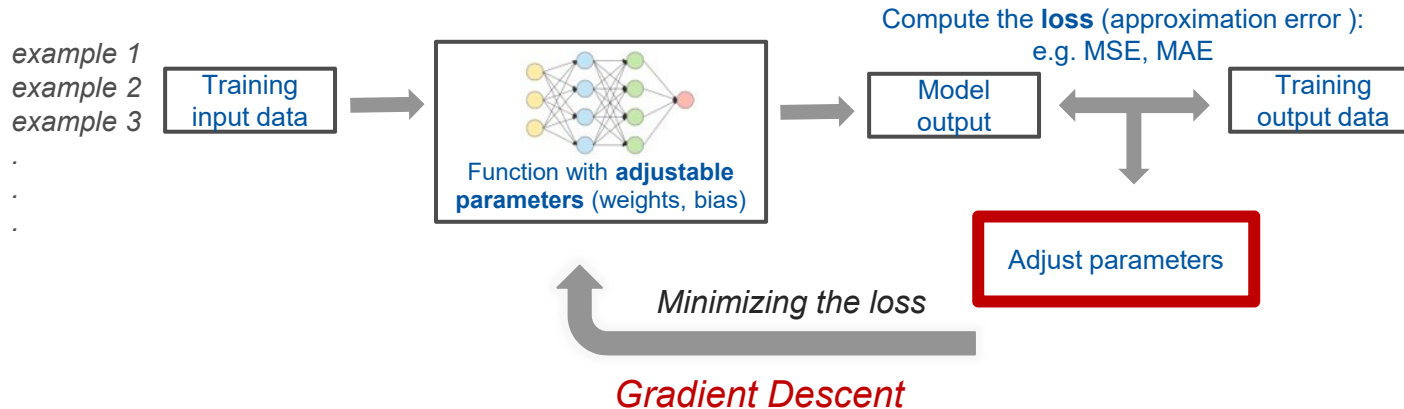 example 1
example 2
example 3
.
.
.
Training
input data
Function with adjustable
parameters (weights, bias)
Compute the loss (approximation error ):
e.g. MSE, MAE
Model
output
Training
output data
Adjust parameters
Minimizing the loss
Gradient Descent